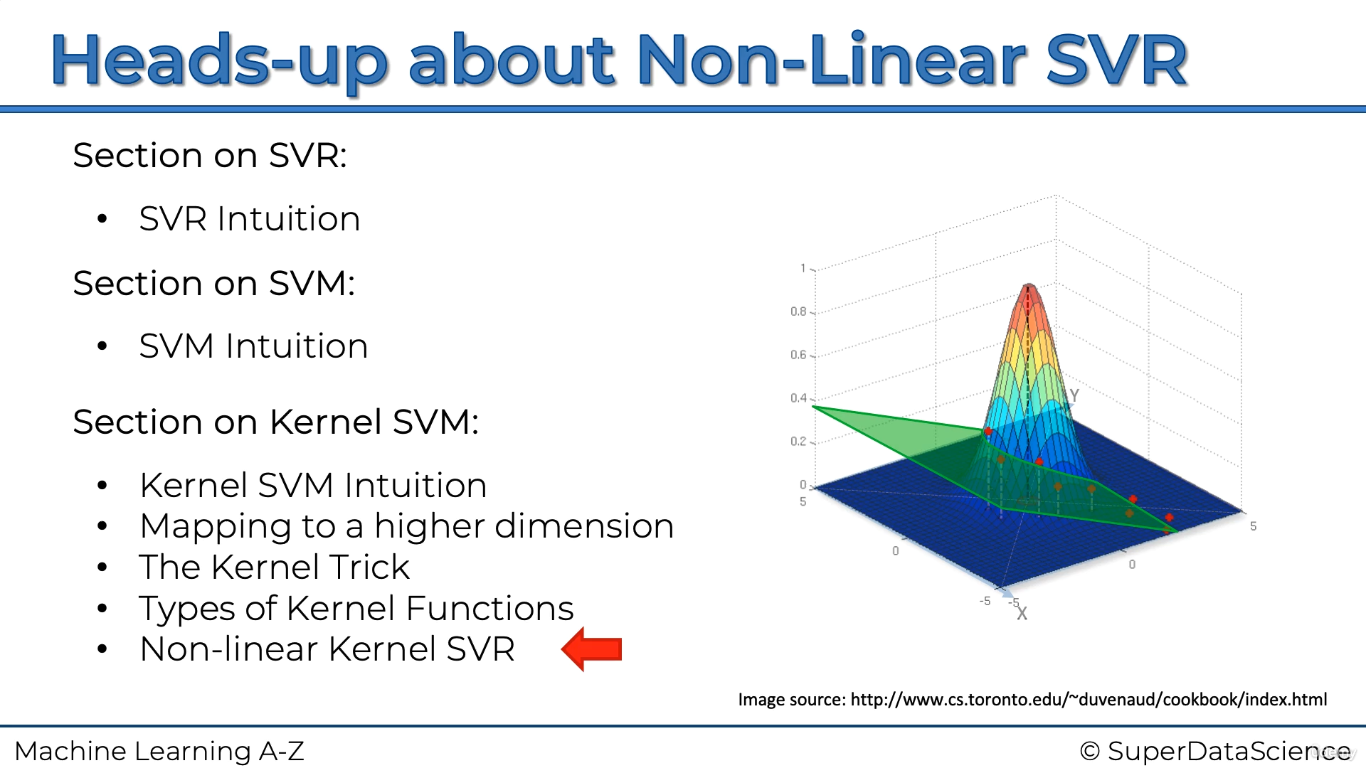 Heads-up about Non-Linear SVR
Section on SVR:
• SVR Intuition
Section on SVM:
• SVM Intuition
Section on Kernel SVM:
• Kernel SVM Intuition
• Mapping to a higher dimension
• The Kernel Trick
• Types of Kernel Functions
• Non-linear Kernel SVR
1
0.8
0.6
0.4
0.2
0
5
0
-5
-5
0
5
Y
X
Image source: http://www.cs.toronto.edu/~duvenaud/cookbook/index.html
Machine Learning A-Z
© SuperDataScience